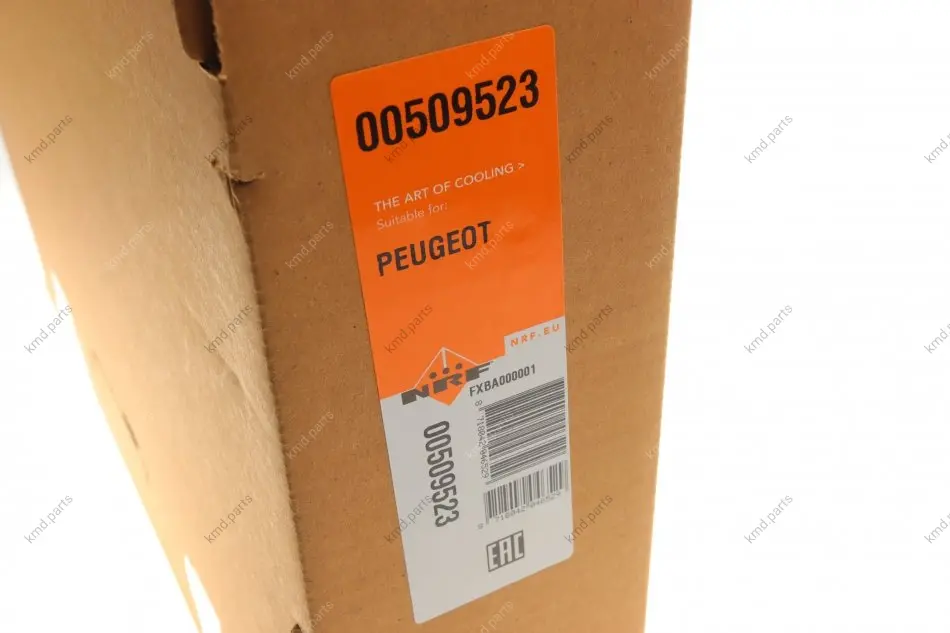 00509523
THE ART OF COOLING >
Suitable for:
PEUGEOT
NRF.EU
NRF
FXBA000001
00509523
EAC
kmd.parts